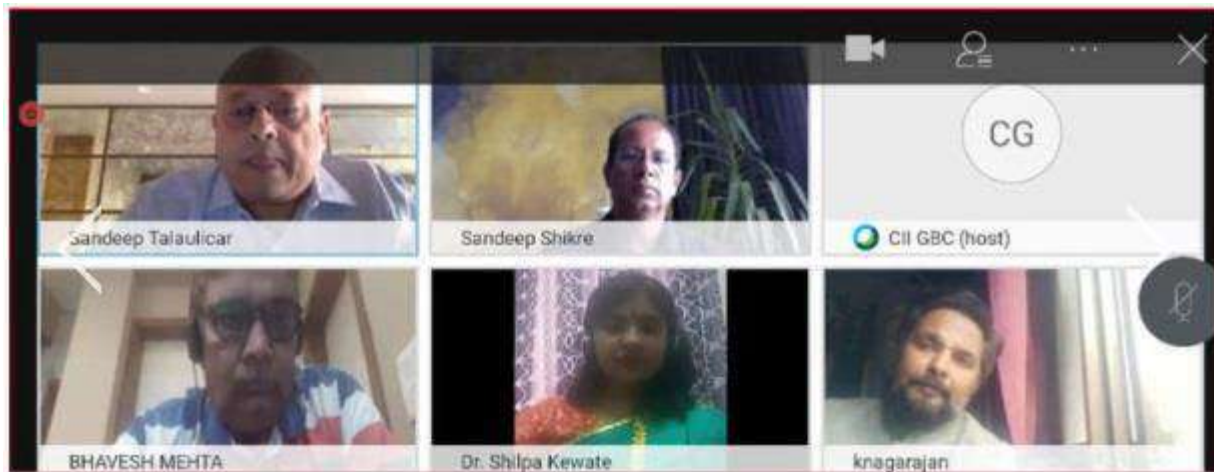 CG
Sandeep Talaulicar
Sandeep Shikre
CII GBC (host)
BHAVESH MEHTA
Dr. Shilpa Kewate
knagarajan